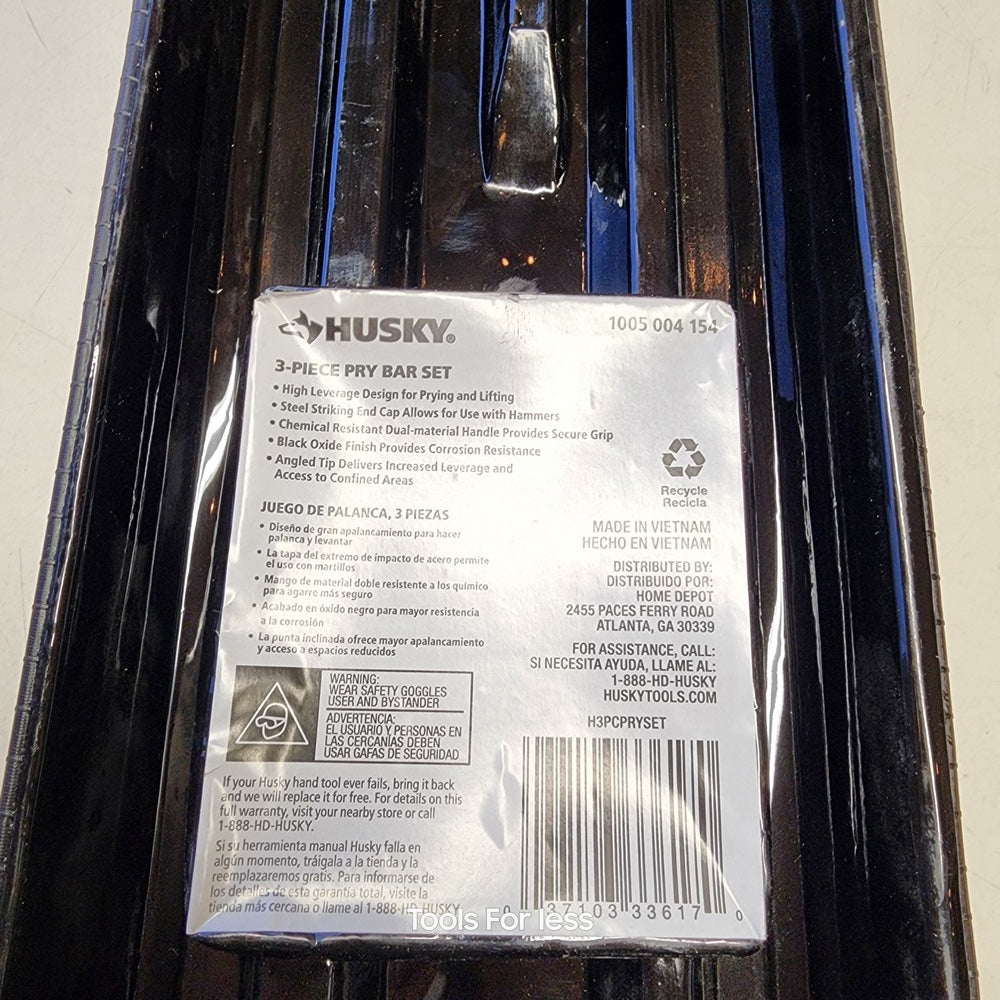 HUSKY®
1005 004 154
3-PIECE PRY BAR SET
• High Leverage Design for Prying and Lifting
• Steel Striking End Cap Allows for Use with Hammers
• Chemical Resistant Dual-material Handle Provides Secure Grip
• Black Oxide Finish Provides Corrosion Resistance
• Angled Tip Delivers Increased Leverage and
Access to Confined Areas
JUEGO DE PALANCA, 3 PIEZAS
• Diseño de gran apalancamiento para hacer
palanca y levantar
• La tapa del extremo de impacto de acero permite
el uso con martillos
• Mango de material doble resistente a los químico
para agarre más seguro
• Acabado en óxido negro para mayor resistencia
a la corrosión
• La punta inclinada ofrece mayor apalancamiento
y acceso a espacios reducidos
Recycle
Recicla
MADE IN VIETNAM
HECHO EN VIETNAM
DISTRIBUTED BY:
DISTRIBUIDO POR:
HOME DEPOT
2455 PACES FERRY ROAD
ATLANTA, GA 30339
FOR ASSISTANCE, CALL:
SI NECESITA AYUDA, LLAME AL:
1-888-HD-HUSKY
HUSKYTOOLS.COM
H3PCPRYSET
WARNING:
WEAR SAFETY GOGGLES
USER AND BYSTANDER
ADVERTENCIA:
EL USUARIO Y PERSONAS EN
LAS CERCANÍAS DEBEN
USAR GAFAS DE SEGURIDAD
If your Husky hand tool ever fails, bring it back
and we will replace it for free. For details on this
full warranty, visit your nearby store or call
1-888-HD-HUSKY.
Si su herramienta manual Husky falla en
algún momento, tráigala a la tienda y la
reemplazaremos gratis. Para informarse de
los detalles de esta garantía total, visite la
tienda más cercana o llame al 1-888-HD-HUSKY
0 37103 33617 0
Tools For less